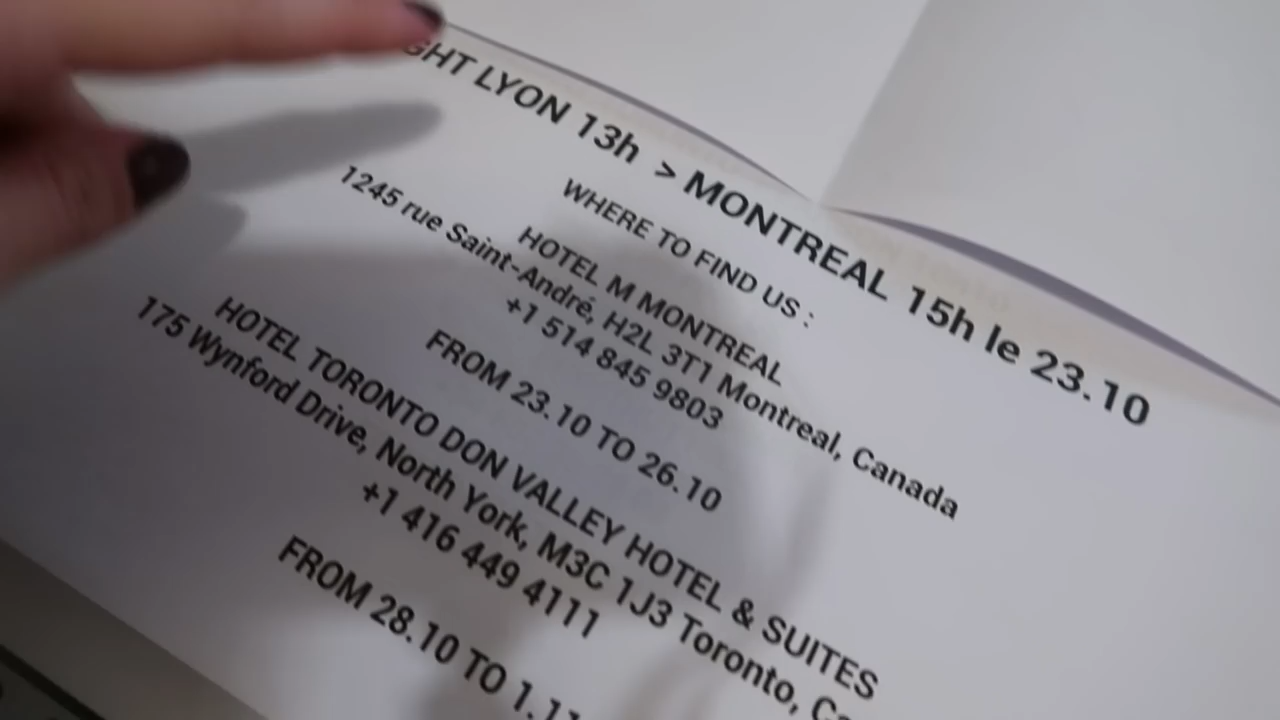 LYON 13h > MONTREAL 15h le 23.10
WHERE TO FIND US :
HOTEL M MONTREAL
1245 rue Saint-André, H2L 3T1 Montreal, Canada
+1 514 845 9803
FROM 23.10 TO 26.10
HOTEL TORONTO DON VALLEY HOTEL & SUITES
175 Wynford Drive, North York, M3C 1J3 Toronto,
+1 416 449 4111
FROM 28.10 TO